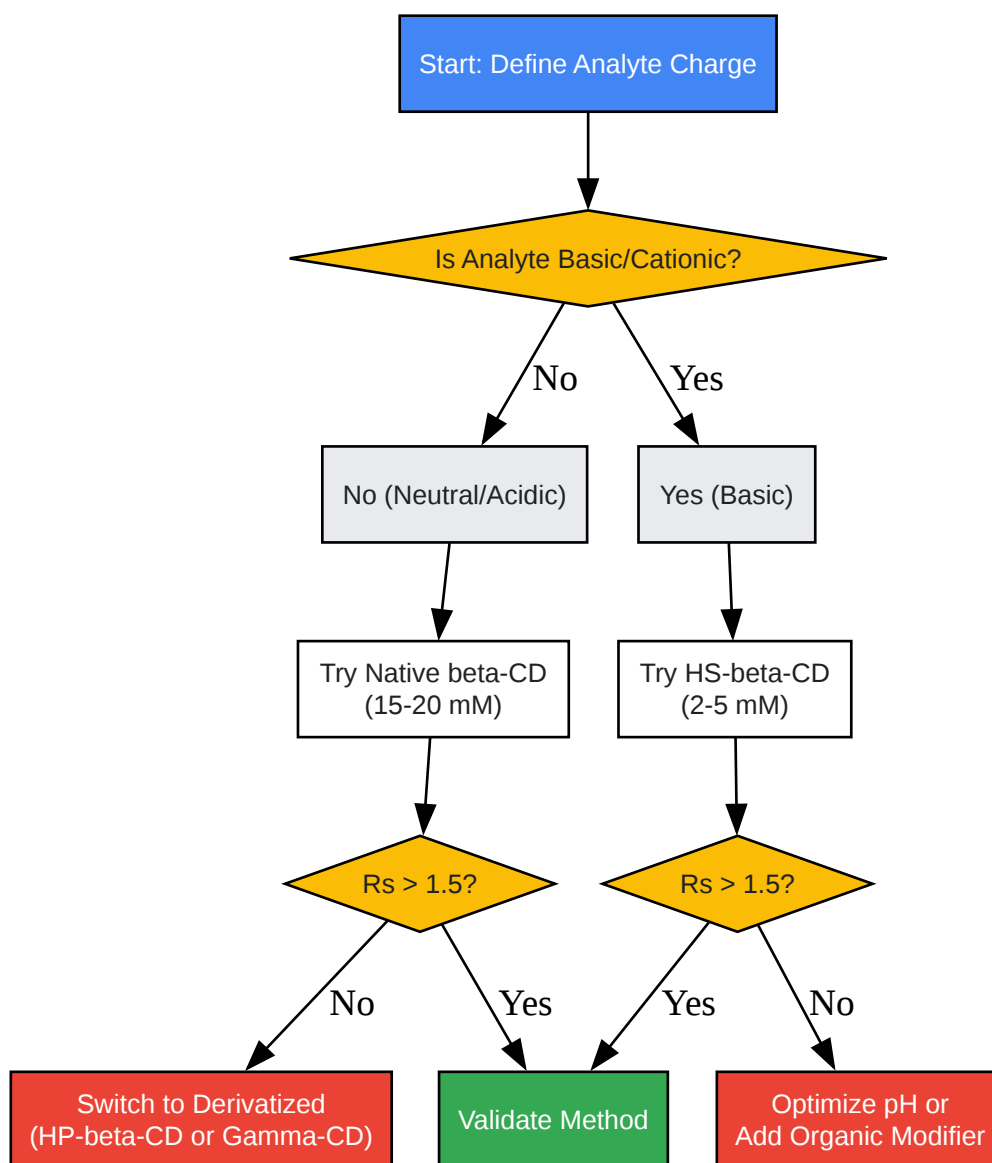 Start: Define Analyte Charge
Is Analyte Basic/Cationic?
No
Yes
No (Neutral/Acidic)
Yes (Basic)
Try Native beta-CD
(15-20 mM)
Try HS-beta-CD
(2-5 mM)
Rs > 1.5?
Rs > 1.5?
No
Yes
Yes
No
Switch to Derivatized
(HP-beta-CD or Gamma-CD)
Validate Method
Optimize pH or
Add Organic Modifier